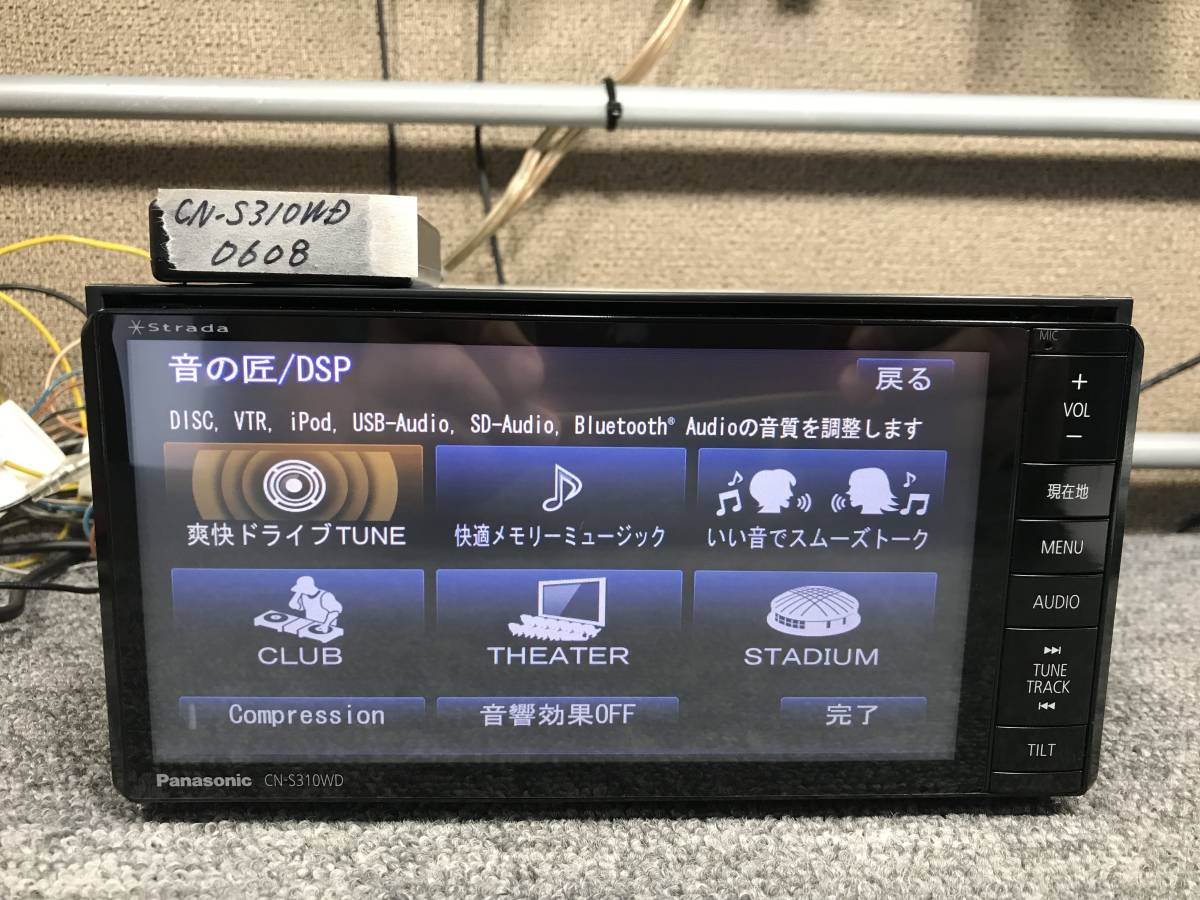 CN-S310WD
0608
Strada
MIC
音の匠/DSP
戻る
DISC, VTR, iPod, USB-Audio, SD-Audio, Bluetooth® Audioの音質を調整します
爽快ドライブTUNE
快適メモリーミュージック
いい音でスムーズトーク
CLUB
THEATER
STADIUM
Compression
音響効果OFF
完了
+
VOL
−
現在地
MENU
AUDIO
TUNE
TRACK
TILT
Panasonic CN-S310WD